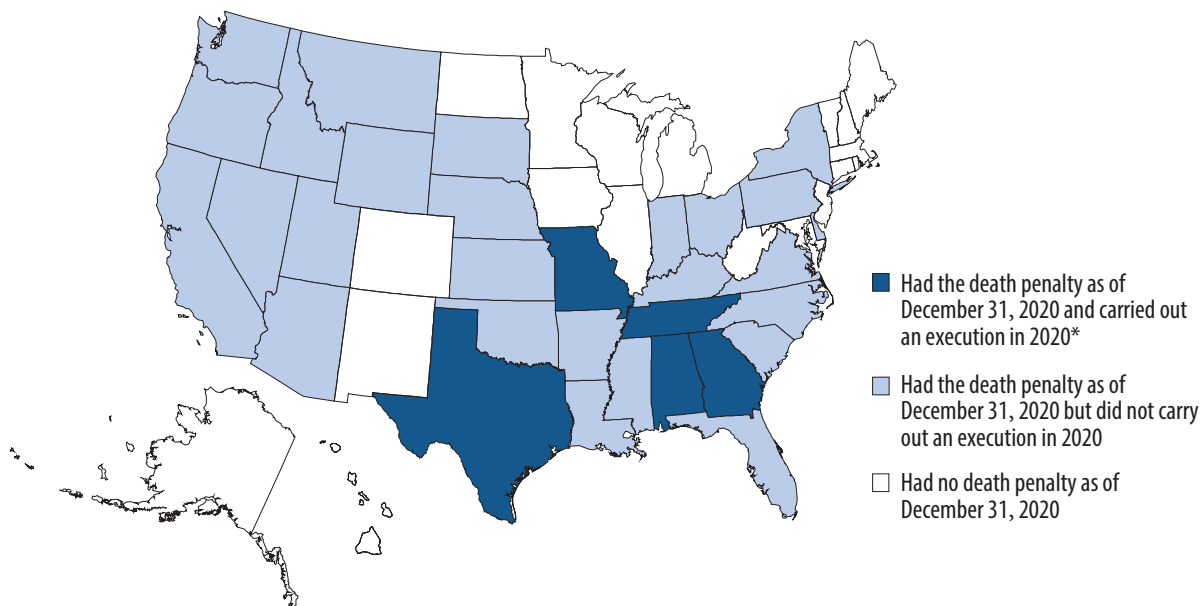 Had the death penalty as of
December 31, 2020 and carried out
an execution in 2020*
Had the death penalty as of
December 31, 2020 but did not carry
out an execution in 2020
Had no death penalty as of
December 31, 2020